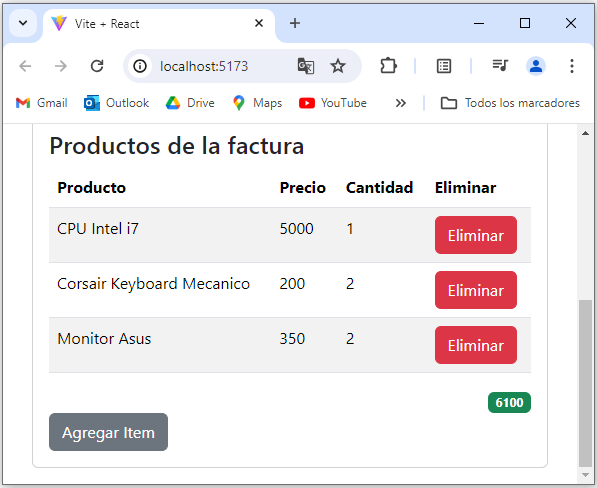 Vite + React
localhost:5173
Gmail Outlook Drive Maps YouTube Todos los marcadores
Productos de la factura
Producto Precio Cantidad Eliminar
CPU Intel i7 5000 1 Eliminar
Corsair Keyboard Mecanico 200 2 Eliminar
Monitor Asus 350 2 Eliminar
6100
Agregar Item